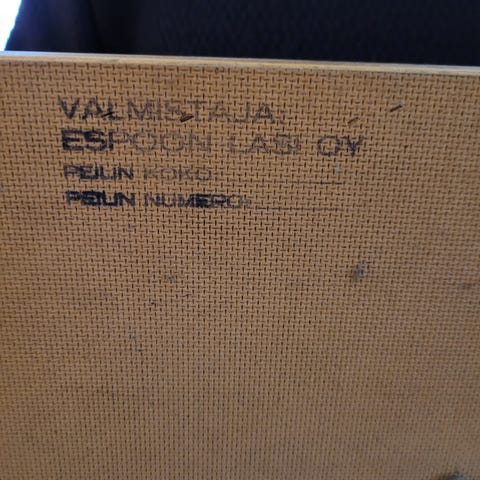 VALMISTAJA:
ESPOON LASI OY
PEILIN KOKO:
PEILIN NUMERO: